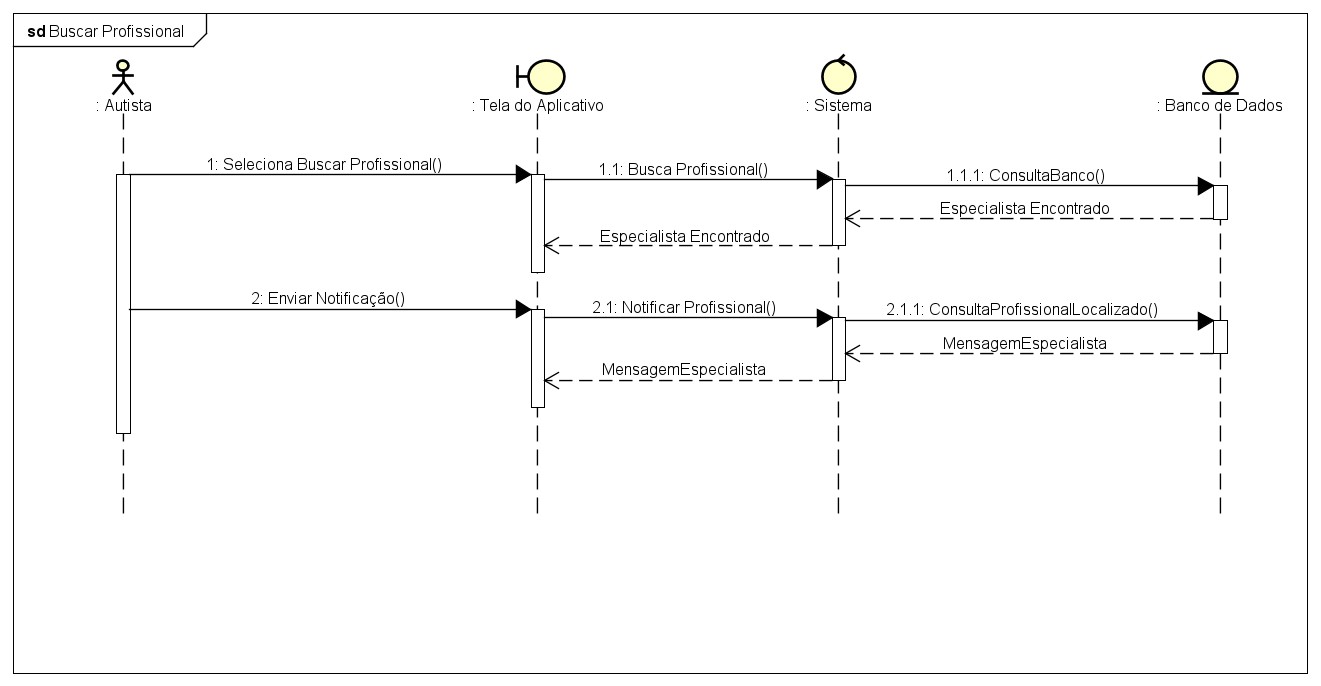 sd Buscar Profissional
: Autista
: Tela do Aplicativo
: Sistema
: Banco de Dados
1: Seleciona Buscar Profissional()
1.1: Busca Profissional()
1.1.1: ConsultaBanco()
Especialista Encontrado
Especialista Encontrado
2: Enviar Notificação()
2.1: Notificar Profissional()
2.1.1: ConsultaProfissionalLocalizado()
MensagemEspecialista
MensagemEspecialista